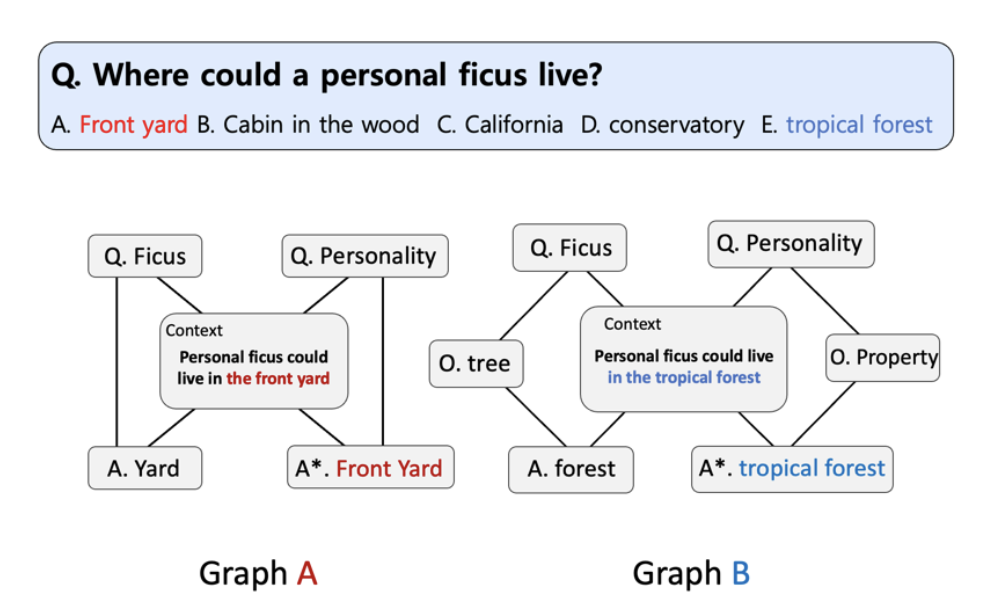 Q. Where could a personal ficus live?
A. Front yard B. Cabin in the wood C. California D. conservatory E. tropical forest
Q. Ficus
Q. Personality
Context
Personal ficus could
live in the front yard
A. Yard
A*. Front Yard
Graph A
Q. Ficus
Q. Personality
Context
Personal ficus could live
in the tropical forest
O. tree
O. Property
A. forest
A*. tropical forest
Graph B